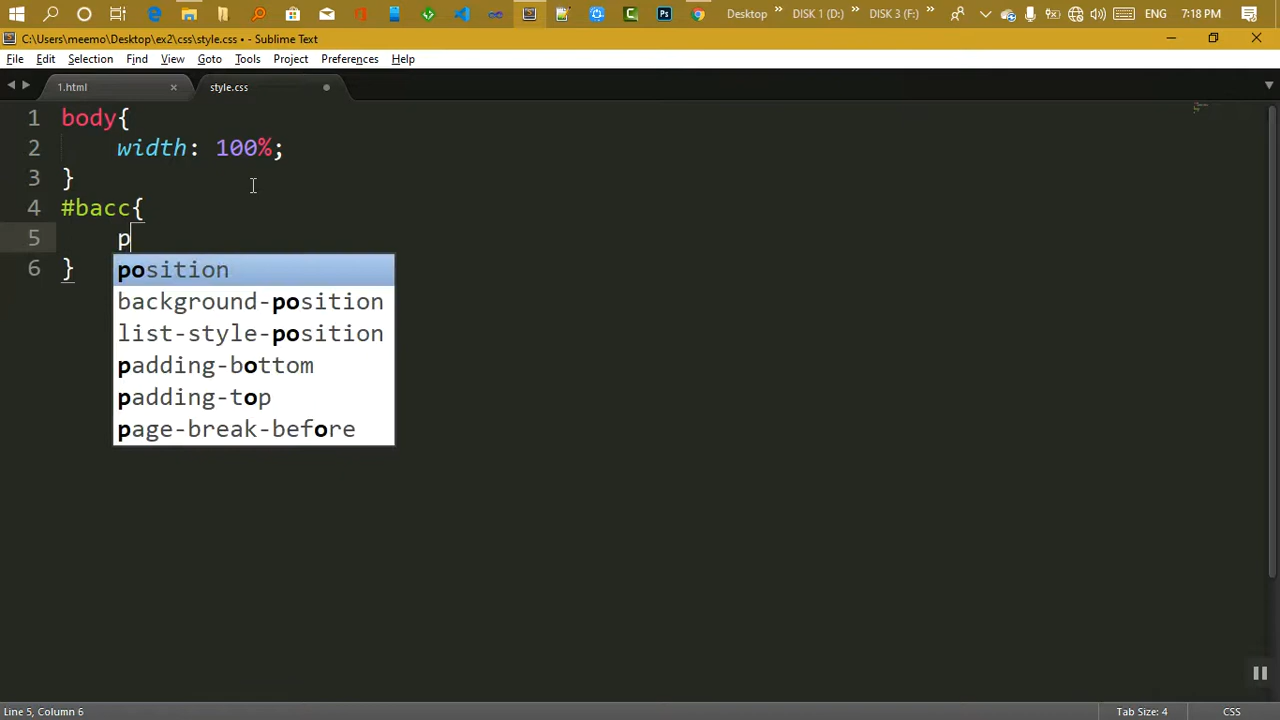 Desktop
DISK 1 (D:)
DISK 3 (F:)
ENG
7:18 PM
C:\Users\meemo\Desktop\ex2\css\style.css • - Sublime Text
File Edit Selection Find View Goto Tools Project Preferences Help
1.html
style.css
1 body{
2 width: 100%;
3 }
4 #bacc{
5 p
6 }
position
background-position
list-style-position
padding-bottom
padding-top
page-break-before
Line 5, Column 6
Tab Size: 4
CSS